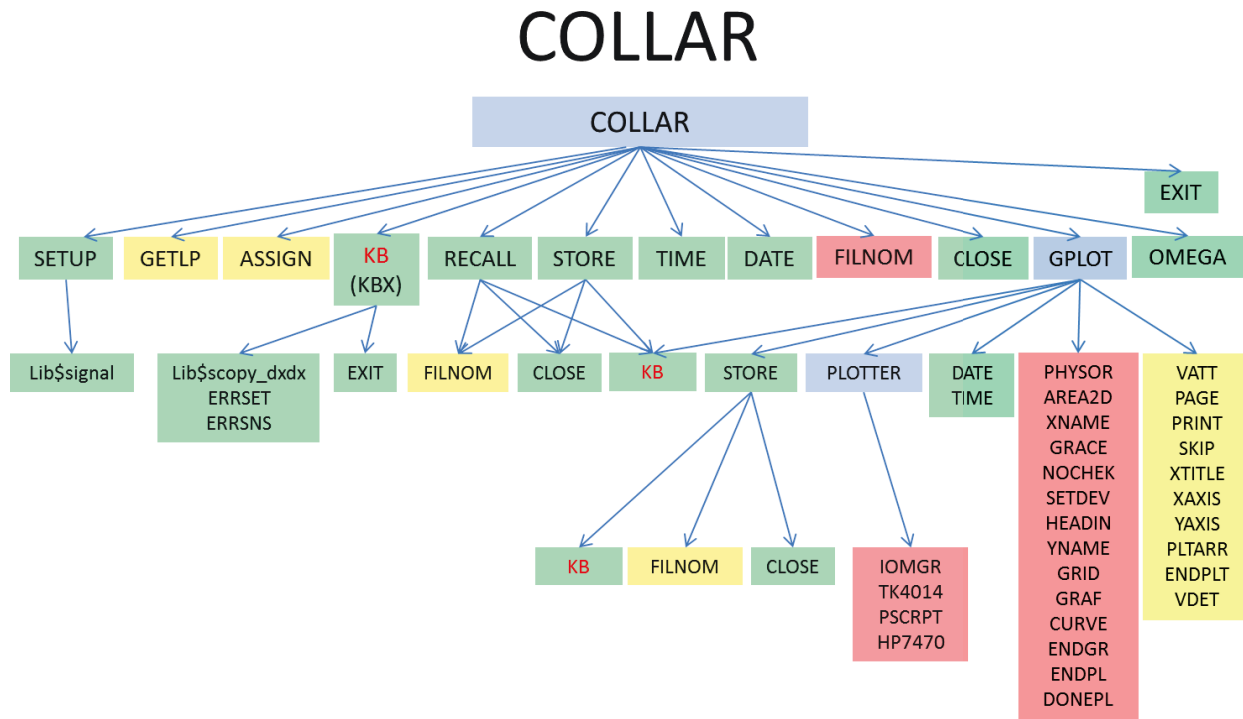 COLLAR
COLLAR
EXIT
SETUP
GETLP
ASSIGN
KB
(KBX)
RECALL
STORE
TIME
DATE
FILNOM
CLOSE
GPLOT
OMEGA
Lib$signal
Lib$scopy_dxdx
ERRSET
ERRSNS
EXIT
FILNOM
CLOSE
KB
STORE
PLOTTER
DATE
TIME
PHYSOR
AREA2D
XNAME
GRACE
NOCHEK
SETDEV
HEADIN
YNAME
GRID
GRAF
CURVE
ENDGR
ENDPL
DONEPL
VATT
PAGE
PRINT
SKIP
XTITLE
XAXIS
YAXIS
PLTARR
ENDPLT
VDET
KB
FILNOM
CLOSE
IOMGR
TK4014
PSCRPT
HP7470